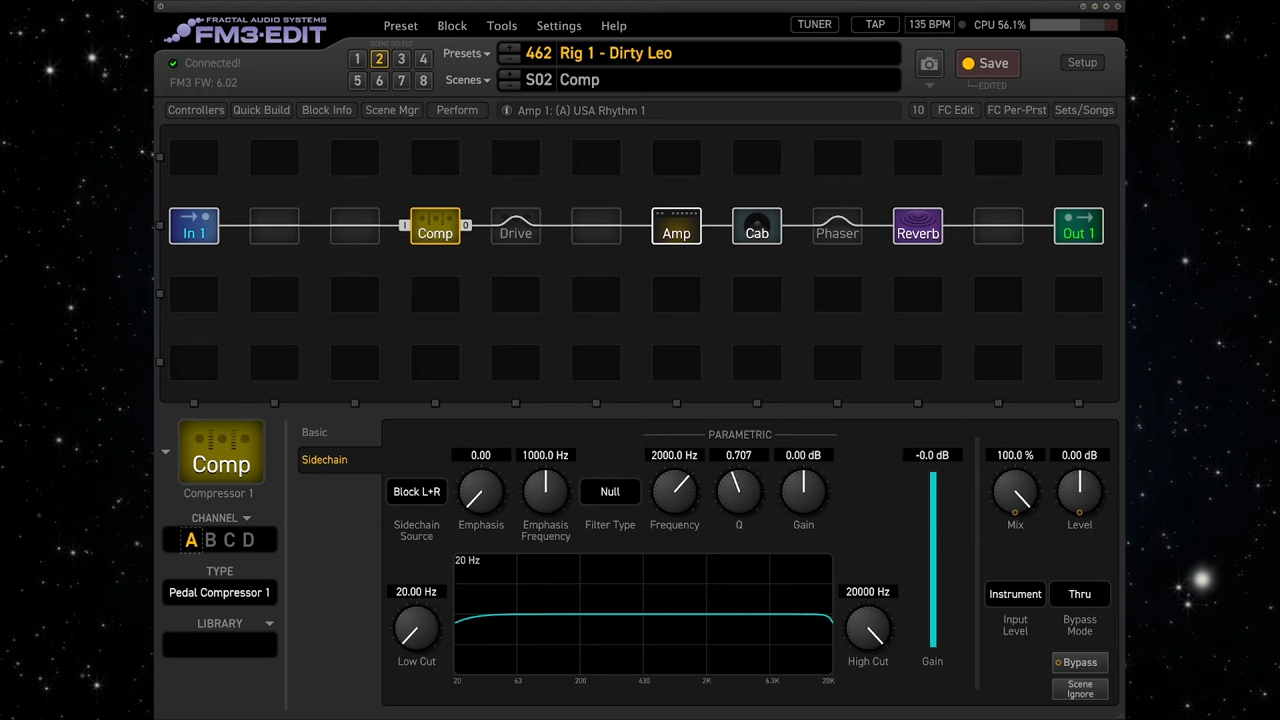 FRACTAL AUDIO SYSTEMS
FM3-EDIT
Preset Block Tools Settings Help
TUNER TAP 135 BPM CPU 56.1%
Connected!
FM3 FW: 6.02
SCENE SELECT
1 2 3 4
5 6 7 8
Presets 462 Rig 1 - Dirty Leo
Scenes S02 Comp
Save
EDITED
Setup
Controllers Quick Build Block Info Scene Mgr Perform Amp 1: (A) USA Rhythm 1 10 FC Edit FC Per-Prst Sets/Songs
In 1 Comp Drive Amp Cab Phaser Reverb Out 1
I O
Comp
Compressor 1
CHANNEL
A B C D
TYPE
Pedal Compressor 1
LIBRARY
Basic
Sidechain
PARAMETRIC
0.00 1000.0 Hz 2000.0 Hz 0.707 0.00 dB -0.0 dB 100.0 % 0.00 dB
Block L+R Null
Sidechain Source Emphasis Emphasis Frequency Filter Type Frequency Q Gain Mix Level
20 Hz
20.00 Hz 20000 Hz
Instrument Thru
Input Level Bypass Mode
Low Cut High Cut Gain
Bypass
20 63 200 630 2K 6.3K 20K
Scene Ignore